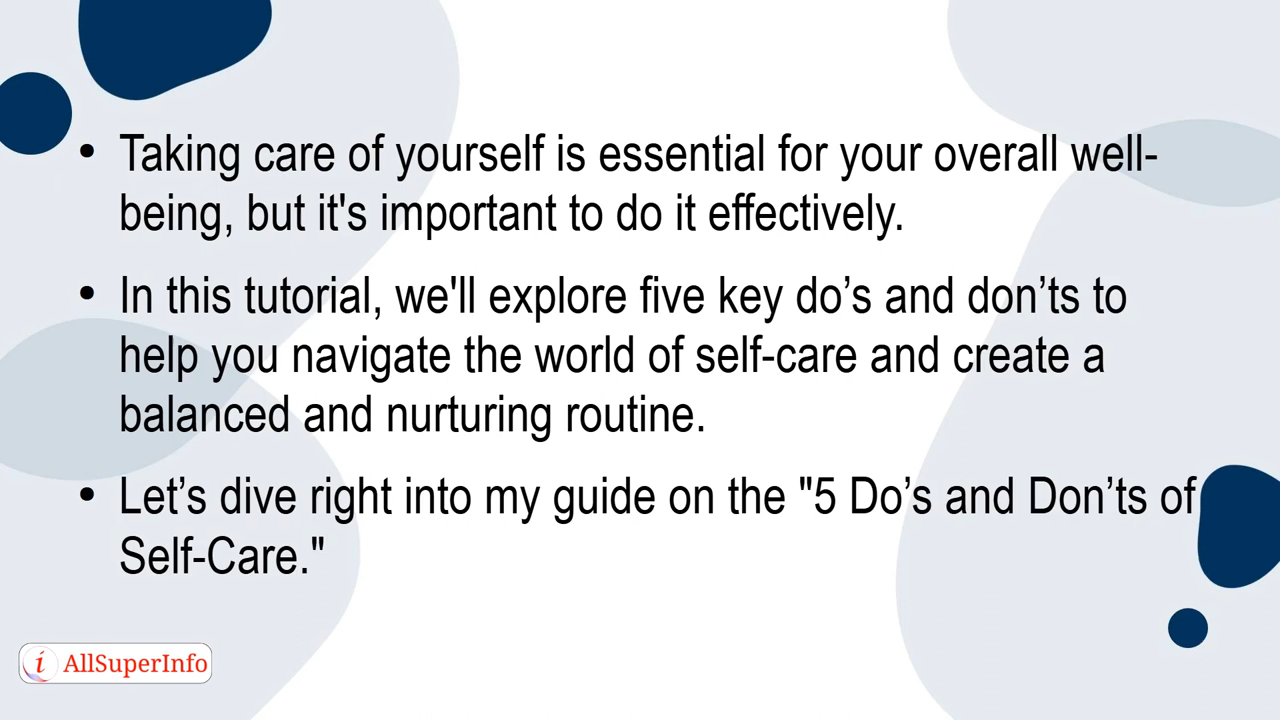 • Taking care of yourself is essential for your overall well-
being, but it's important to do it effectively.
• In this tutorial, we'll explore five key do’s and don’ts to
help you navigate the world of self-care and create a
balanced and nurturing routine.
• Let’s dive right into my guide on the "5 Do’s and Don’ts of
Self-Care."
i AllSuperInfo